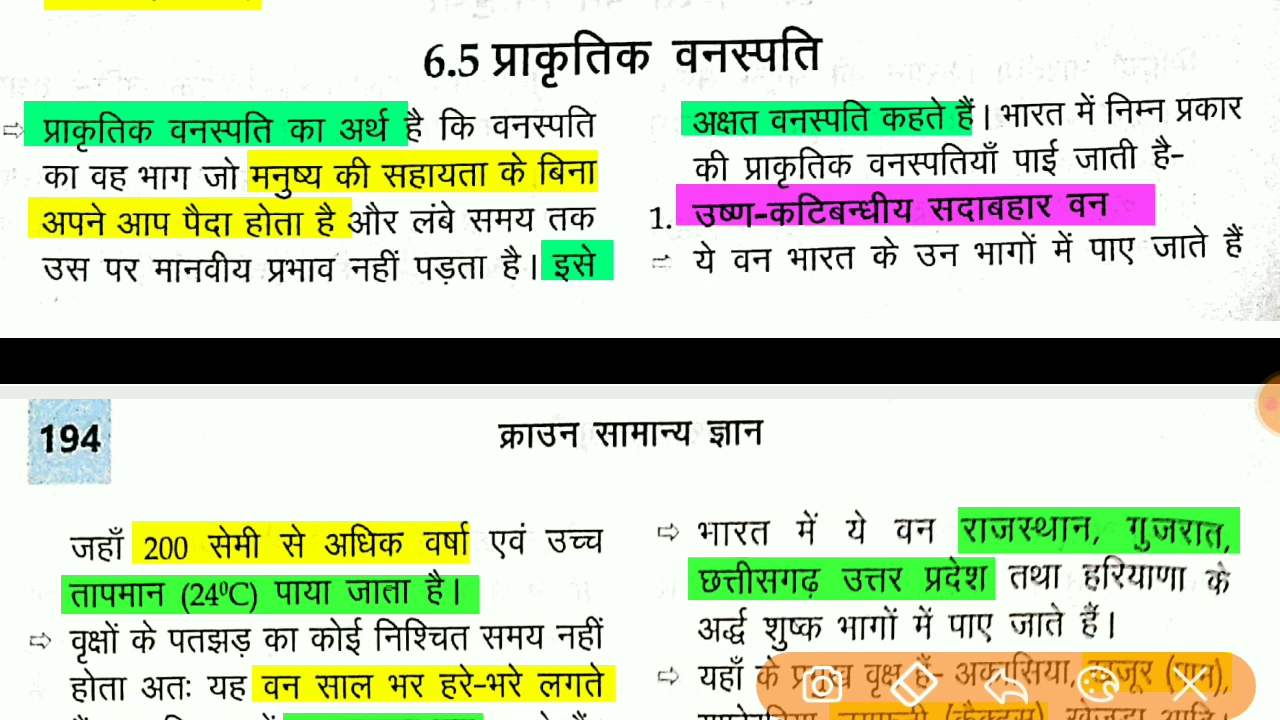 6.5 प्राकृतिक वनस्पति
⇨ प्राकृतिक वनस्पति का अर्थ है कि वनस्पति
का वह भाग जो मनुष्य की सहायता के बिना
अपने आप पैदा होता है और लंबे समय तक
उस पर मानवीय प्रभाव नहीं पड़ता है। इसे
अक्षत वनस्पति कहते हैं। भारत में निम्न प्रकार
की प्राकृतिक वनस्पतियाँ पाई जाती है-
1. उष्ण-कटिबन्धीय सदाबहार वन
ये वन भारत के उन भागों में पाए जाते हैं
194
क्राउन सामान्य ज्ञान
जहाँ 200 सेमी से अधिक वर्षा एवं उच्च
तापमान (24⁰C) पाया जाता है।
⇨ वृक्षों के पतझड़ का कोई निश्चित समय नहीं
होता अतः यह वन साल भर हरे-भरे लगते
⇨ भारत में ये वन राजस्थान, गुजरात,
छत्तीसगढ़ उत्तर प्रदेश तथा हरियाणा के
अर्द्ध शुष्क भागों में पाए जाते हैं।
⇨ यहाँ के प्रमुख वृक्ष हैं- अकासिया, खजूर (पाम),